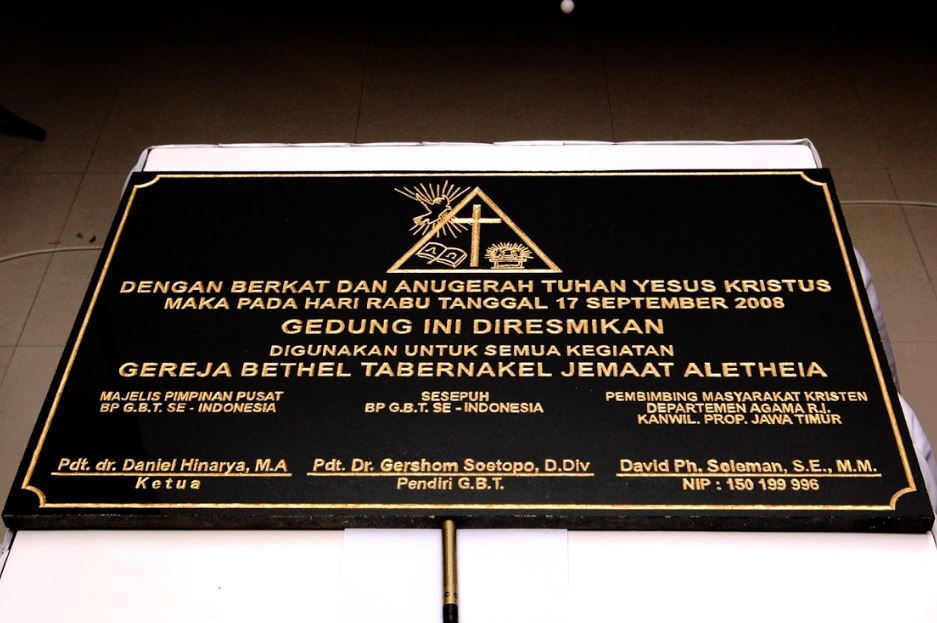 DENGAN BERKAT DAN ANUGERAH TUHAN YESUS KRISTUS
MAKA PADA HARI RABU TANGGAL 17 SEPTEMBER 2008
GEDUNG INI DIRESMIKAN
DIGUNAKAN UNTUK SEMUA KEGIATAN
GEREJA BETHEL TABERNAKEL JEMAAT ALETHEIA
MAJELIS PIMPINAN PUSAT
BP G.B.T. SE - INDONESIA
Pdt. dr. Daniel Hinarya, M.A
Ketua
SESEPUH
BP G.B.T. SE - INDONESIA
Pdt. Dr. Gershom Soetopo, D.Div
Pendiri G.B.T.
PEMBIMBING MASYARAKAT KRISTEN
DEPARTEMEN AGAMA R.I.
KANWIL. PROP. JAWA TIMUR
David Ph. Soleman, S.E., M.M.
NIP : 150 199 996